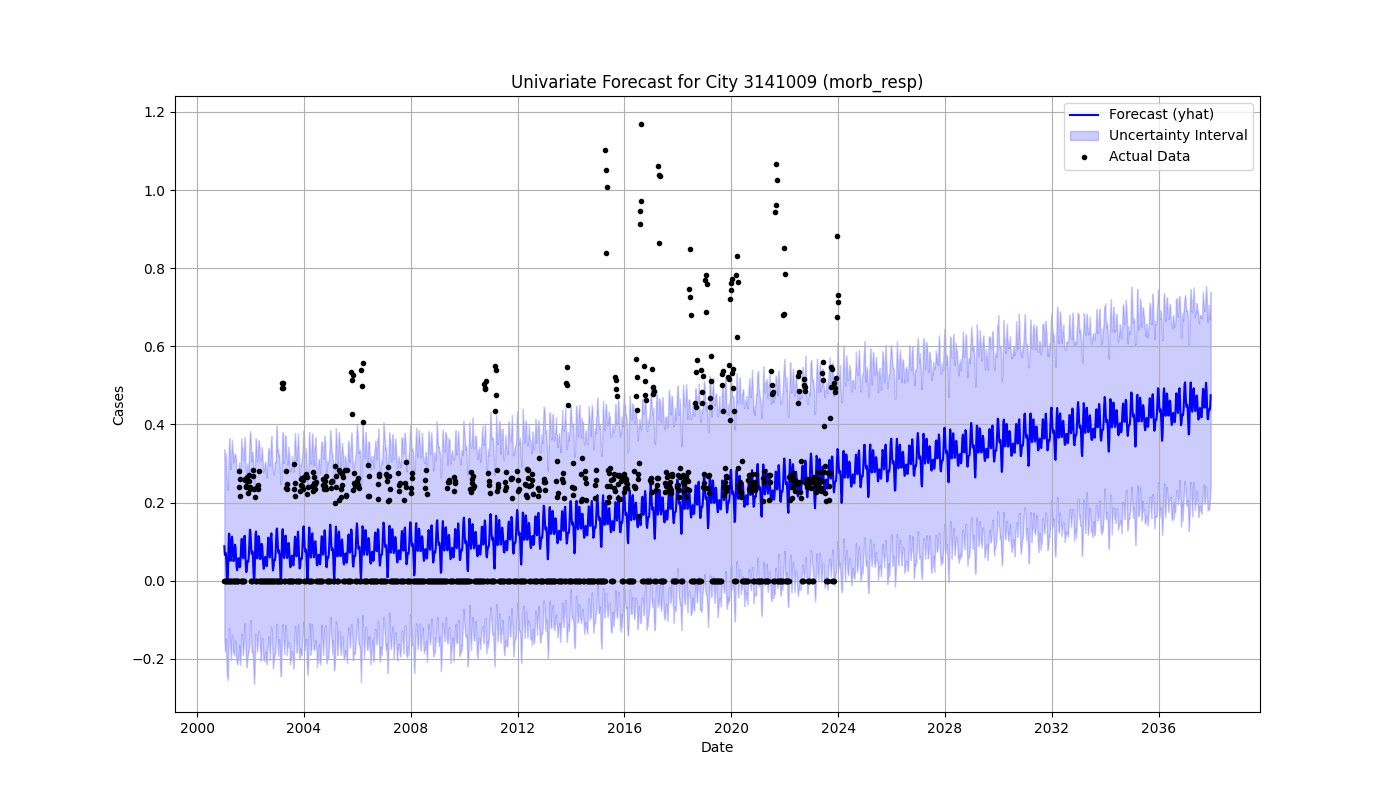 Univariate Forecast for City 3141009 (morb_resp)
Forecast (yhat)
Uncertainty Interval
Actual Data
Cases
1.2
1.0
0.8
0.6
0.4
0.2
0.0
−0.2
2000 2004 2008 2012 2016 2020 2024 2028 2032 2036
Date